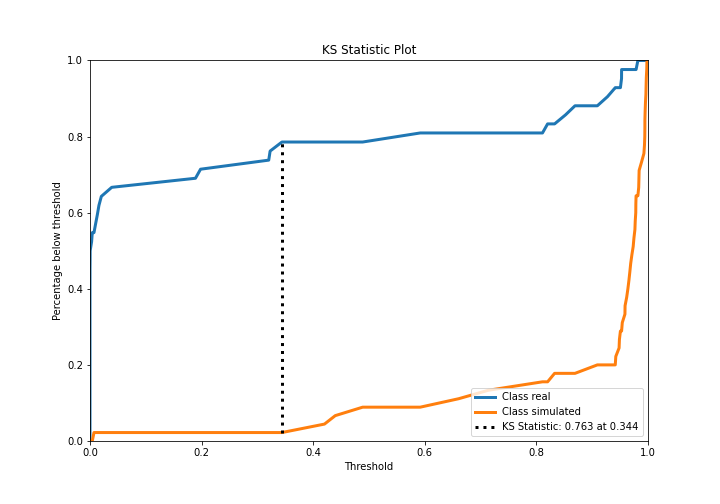 KS Statistic Plot
1.0
0.8
0.6
0.4
0.2
0.0
Percentage below threshold
0.0 0.2 0.4 0.6 0.8 1.0
Threshold
Class real
Class simulated
KS Statistic: 0.763 at 0.344